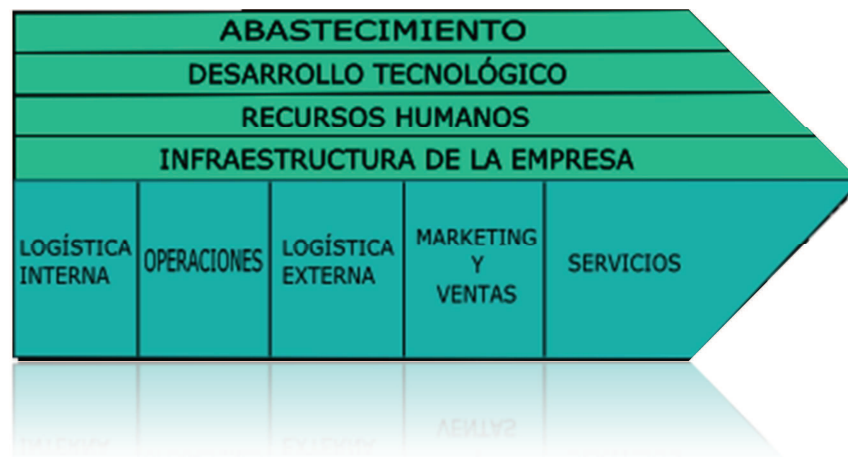 ABASTECIMIENTO
DESARROLLO TECNOLÓGICO
RECURSOS HUMANOS
INFRAESTRUCTURA DE LA EMPRESA
LOGÍSTICA
INTERNA
OPERACIONES
LOGÍSTICA
EXTERNA
MARKETING
Y
VENTAS
SERVICIOS